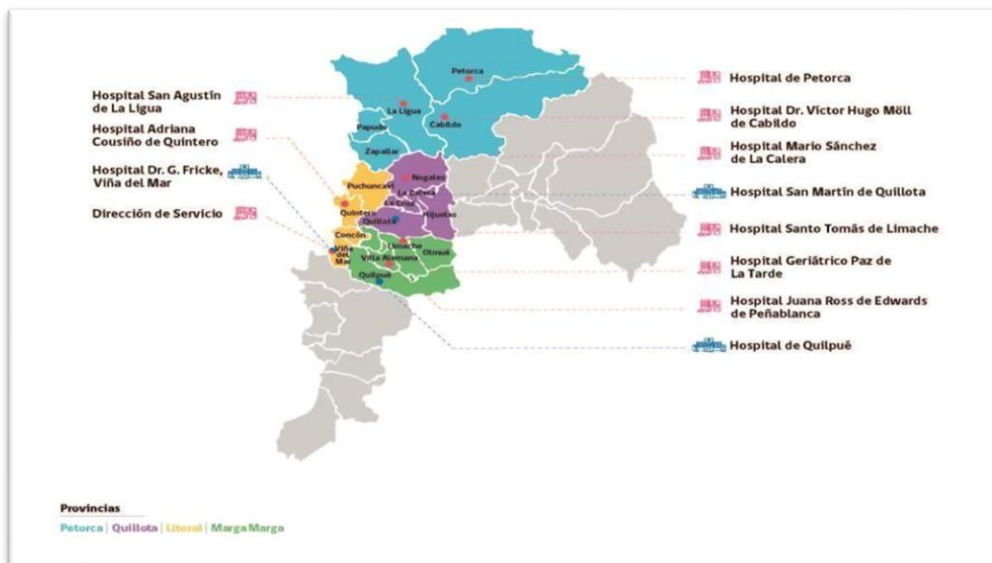 Hospital San Agustín
de La Ligua
Hospital Adriana
Cousiño de Quintero
Hospital Dr. G. Fricke,
Viña del Mar
Dirección de Servicio
Petorca
La Ligua
Cabildo
Papudo
Zapallar
Puchuncaví
Nogales
La Calera
La Cruz
Quintero
Quillota
Hijuelas
Concón
Limache
Olmué
Viña
del
Mar
Villa Alemana
Quilpué
Hospital de Petorca
Hospital Dr. Víctor Hugo Möll
de Cabildo
Hospital Mario Sánchez
de La Calera
Hospital San Martín de Quillota
Hospital Santo Tomás de Limache
Hospital Geriátrico Paz de
La Tarde
Hospital Juana Ross de Edwards
de Peñablanca
Hospital de Quilpué
Provincias
Petorca | Quillota | Litoral | Marga Marga